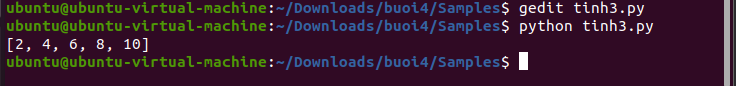 ubuntu@ubuntu-virtual-machine:~/Downloads/buoi4/Samples$ gedit tinh3.py
ubuntu@ubuntu-virtual-machine:~/Downloads/buoi4/Samples$ python tinh3.py
[2, 4, 6, 8, 10]
ubuntu@ubuntu-virtual-machine:~/Downloads/buoi4/Samples$